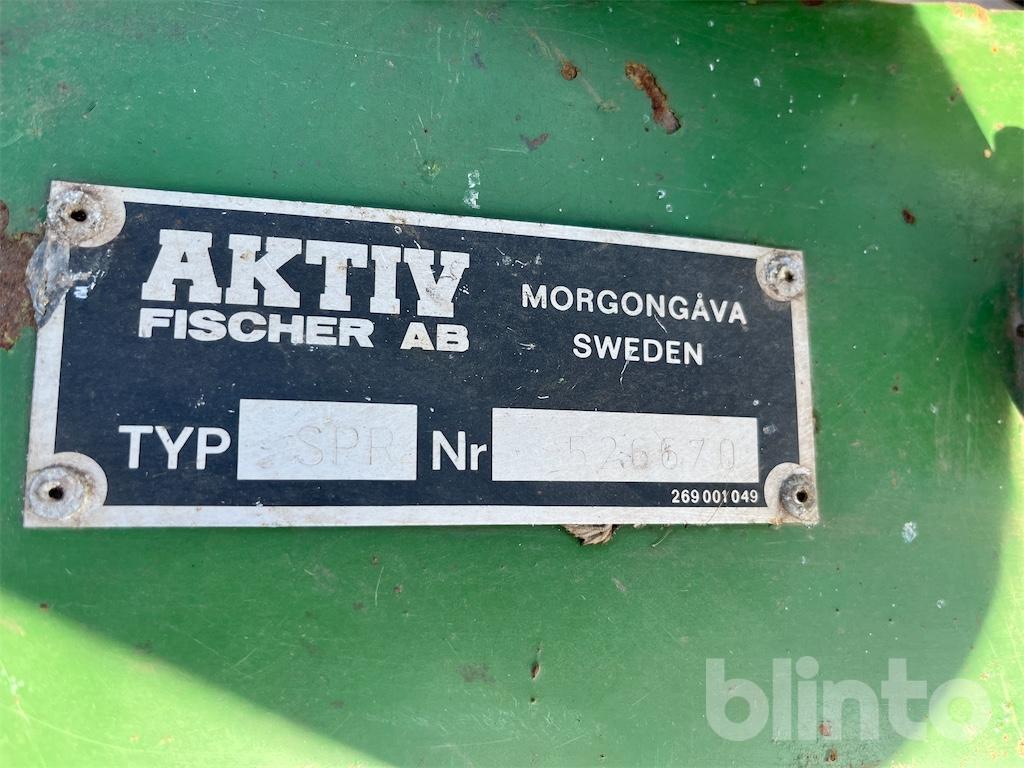 AKTIV
FISCHER AB
MORGONGÅVA
SWEDEN
TYP SPR Nr 526670
269 001 049
blinto